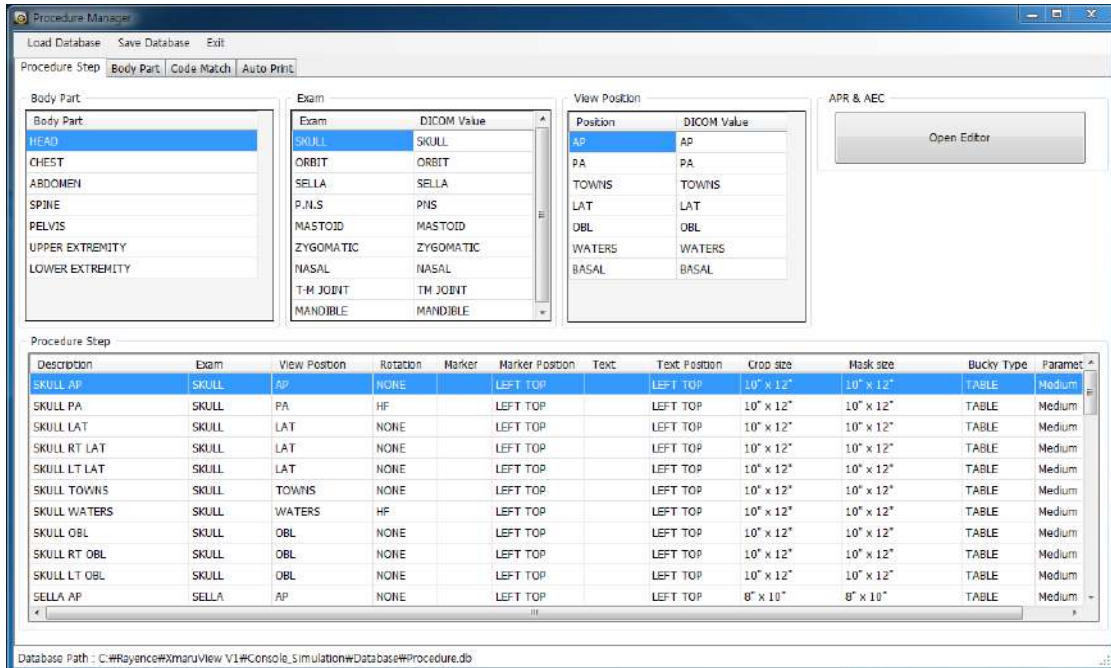 Procedure Manager
Load Database Save Database Exit
Procedure Step Body Part Code Match Auto Print
Body Part
Body Part
HEAD
CHEST
ABDOMEN
SPINE
PELVIS
UPPER EXTREMITY
LOWER EXTREMITY
Exam
Exam DICOM Value
SKULL SKULL
ORBIT ORBIT
SELLA SELLA
P.N.S PNS
MASTOID MASTOID
ZYGOMATIC ZYGOMATIC
NASAL NASAL
T-M JOINT TM JOINT
MANDIBLE MANDIBLE
View Position
Position DICOM Value
AP AP
PA PA
TOWNS TOWNS
LAT LAT
OBL OBL
WATERS WATERS
BASAL BASAL
APR & AEC
Open Editor
Procedure Step
Description Exam View Position Rotation Marker Marker Position Text Text Position Crop size Mask size Bucky Type Paramet
SKULL AP SKULL AP NONE LEFT TOP LEFT TOP 10" x 12" 10" x 12" TABLE Medium
SKULL PA SKULL PA HF LEFT TOP LEFT TOP 10" x 12" 10" x 12" TABLE Medium
SKULL LAT SKULL LAT NONE LEFT TOP LEFT TOP 10" x 12" 10" x 12" TABLE Medium
SKULL RT LAT SKULL LAT NONE LEFT TOP LEFT TOP 10" x 12" 10" x 12" TABLE Medium
SKULL LT LAT SKULL LAT NONE LEFT TOP LEFT TOP 10" x 12" 10" x 12" TABLE Medium
SKULL TOWNS SKULL TOWNS NONE LEFT TOP LEFT TOP 10" x 12" 10" x 12" TABLE Medium
SKULL WATERS SKULL WATERS HF LEFT TOP LEFT TOP 10" x 12" 10" x 12" TABLE Medium
SKULL OBL SKULL OBL NONE LEFT TOP LEFT TOP 10" x 12" 10" x 12" TABLE Medium
SKULL RT OBL SKULL OBL NONE LEFT TOP LEFT TOP 10" x 12" 10" x 12" TABLE Medium
SKULL LT OBL SKULL OBL NONE LEFT TOP LEFT TOP 10" x 12" 10" x 12" TABLE Medium
SELLA AP SELLA AP NONE LEFT TOP LEFT TOP 8" x 10" 8" x 10" TABLE Medium
Database Path : C:₩Rayence₩XmaruView V1₩Console_Simulation₩Database₩Procedure.db